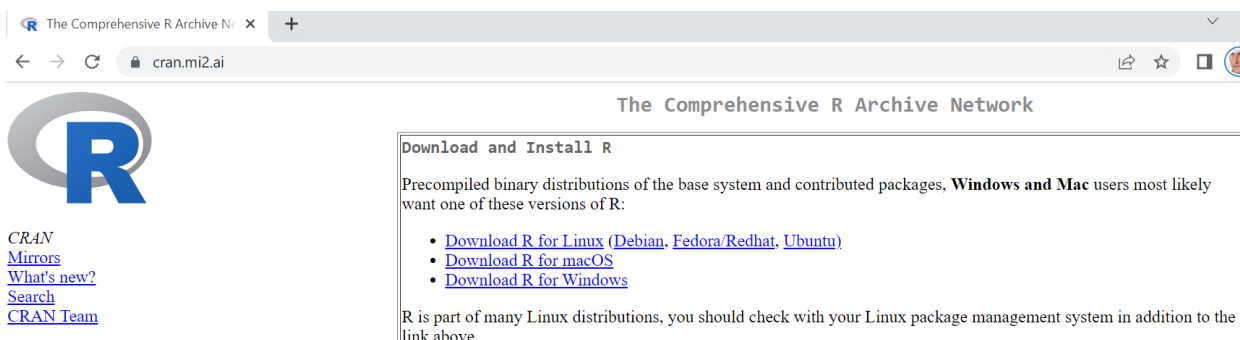 The Comprehensive R Archive Ne
cran.mi2.ai
R
CRAN
Mirrors
What's new?
Search
CRAN Team
The Comprehensive R Archive Network
Download and Install R
Precompiled binary distributions of the base system and contributed packages, Windows and Mac users most likely
want one of these versions of R:
• Download R for Linux (Debian, Fedora/Redhat, Ubuntu)
• Download R for macOS
• Download R for Windows
R is part of many Linux distributions, you should check with your Linux package management system in addition to the
link above.